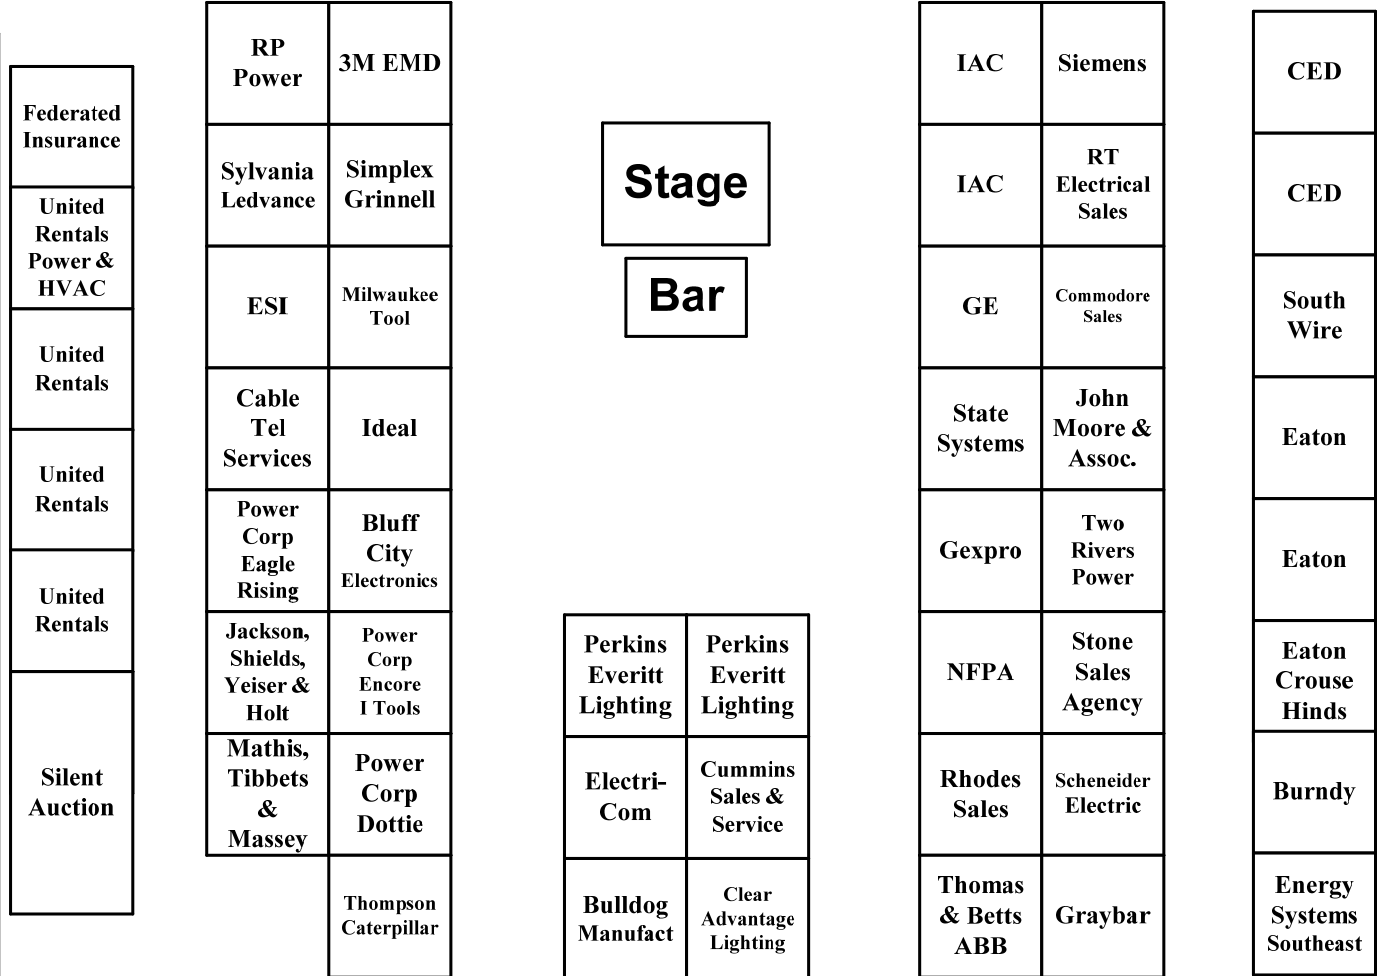 Federated
Insurance
United
Rentals
Power &
HVAC
United
Rentals
United
Rentals
United
Rentals
Silent
Auction
RP
Power
3M EMD
Sylvania
Ledvance
Simplex
Grinnell
ESI
Milwaukee
Tool
Cable
Tel
Services
Ideal
Power
Corp
Eagle
Rising
Bluff
City
Electronics
Jackson,
Shields,
Yeiser &
Holt
Power
Corp
Encore
I Tools
Mathis,
Tibbets
&
Massey
Power
Corp
Dottie
Thompson
Caterpillar
Stage
Bar
Perkins
Everitt
Lighting
Perkins
Everitt
Lighting
Electri-
Com
Cummins
Sales &
Service
Bulldog
Manufact
Clear
Advantage
Lighting
IAC
Siemens
IAC
RT
Electrical
Sales
GE
Commodore
Sales
State
Systems
John
Moore &
Assoc.
Gexpro
Two
Rivers
Power
NFPA
Stone
Sales
Agency
Rhodes
Sales
Scheneider
Electric
Thomas
& Betts
ABB
Graybar
CED
CED
South
Wire
Eaton
Eaton
Eaton
Crouse
Hinds
Burndy
Energy
Systems
Southeast